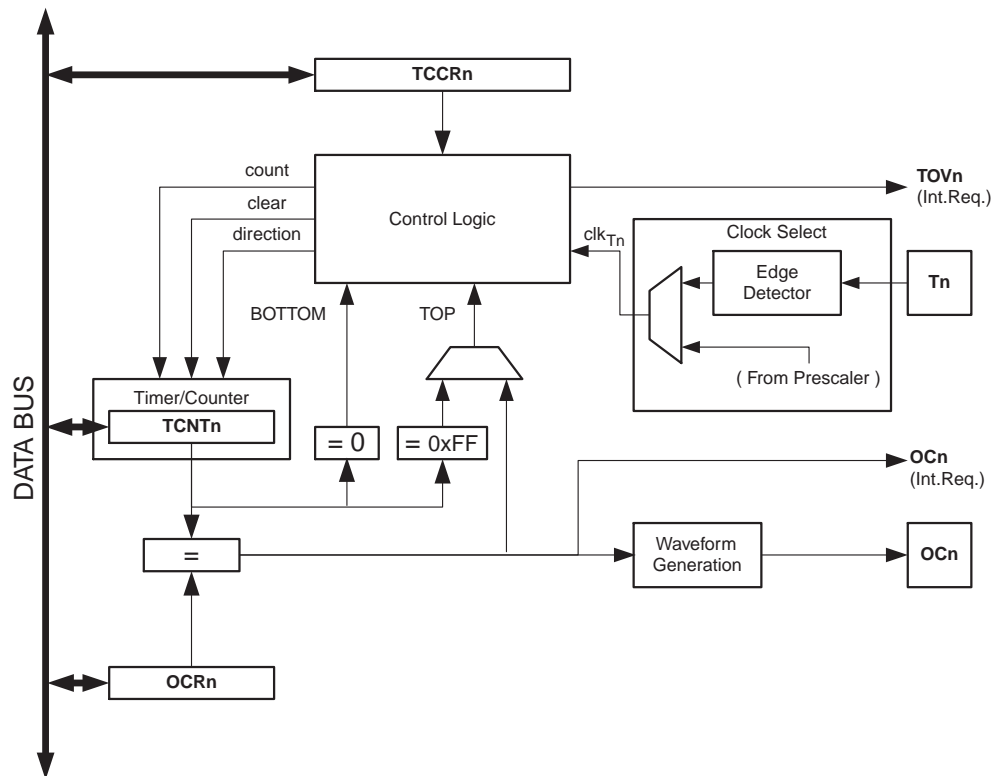 TCCRn
count
clear
direction
Control Logic
TOVn
(Int.Req.)
clkTn
Clock Select
Edge
Detector
Tn
( From Prescaler )
BOTTOM
TOP
Timer/Counter
TCNTn
= 0
= 0xFF
DATA BUS
OCn
(Int.Req.)
=
Waveform
Generation
OCn
OCRn